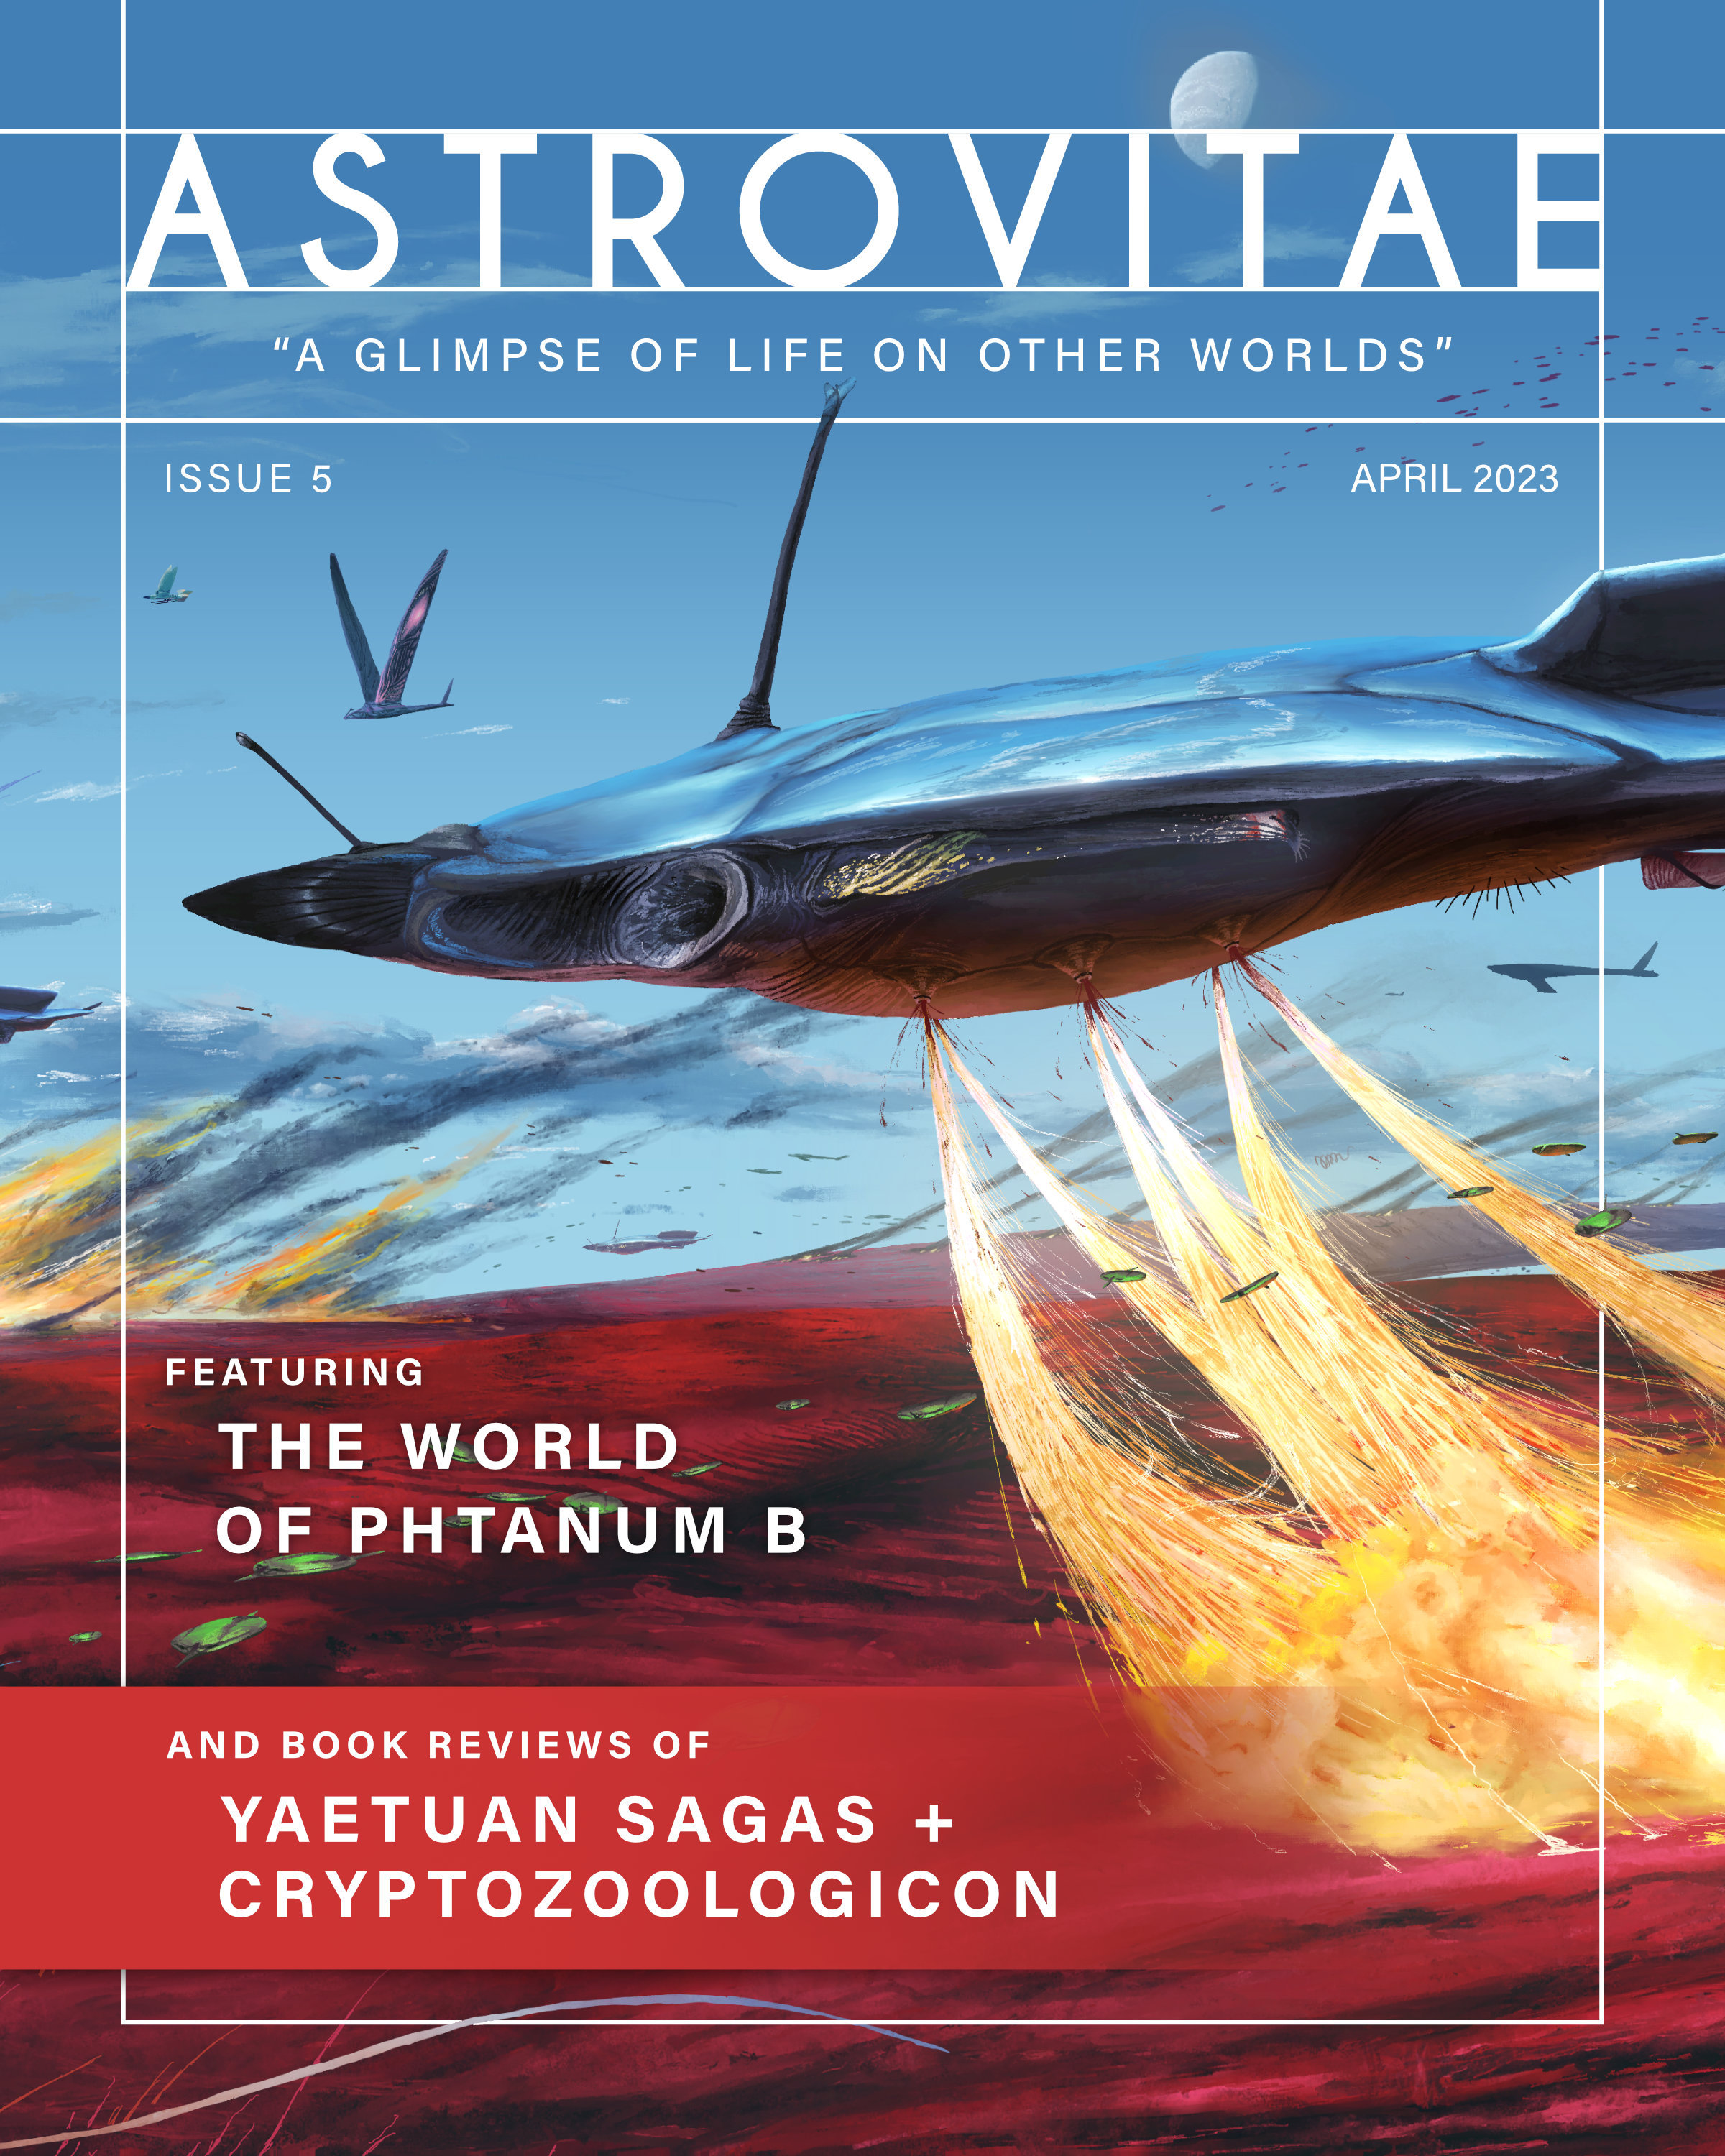 ASTROVITAE
“A GLIMPSE OF LIFE ON OTHER WORLDS”
ISSUE 5
APRIL 2023
FEATURING
THE WORLD
OF PHTANUM B
AND BOOK REVIEWS OF
YAETUAN SAGAS +
CRYPTOZOOLOGICON